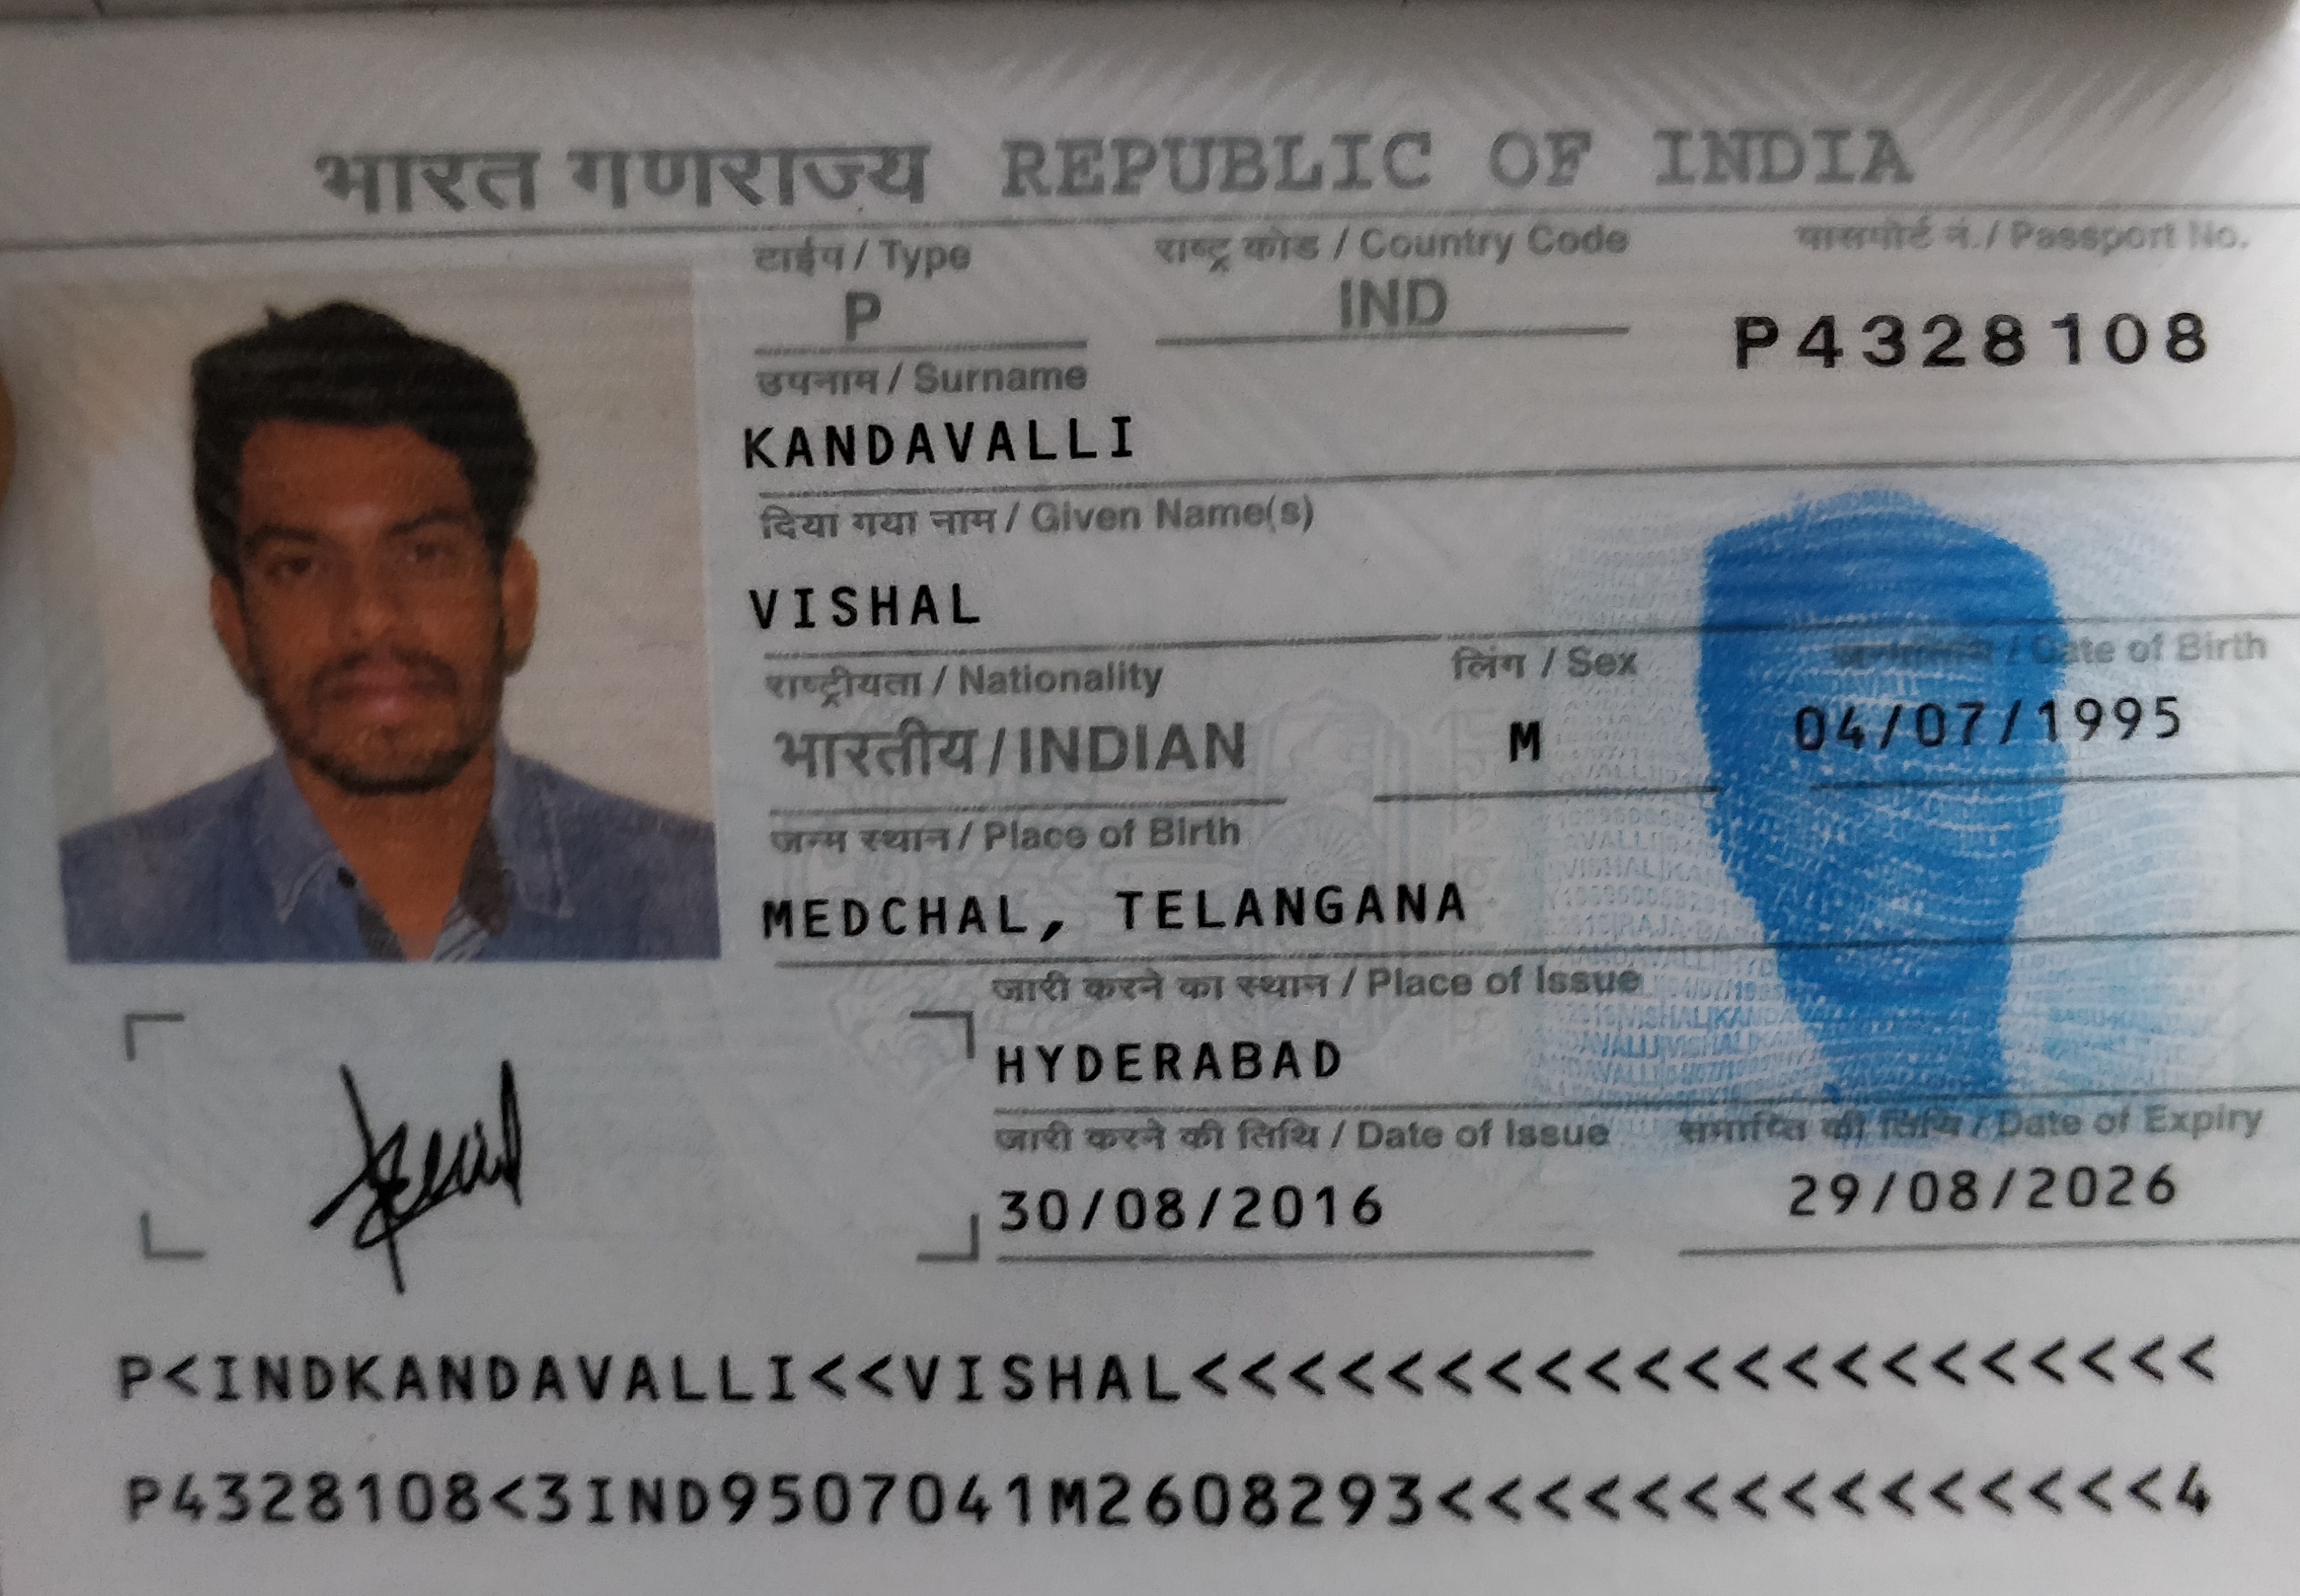 भारत गणराज्य REPUBLIC OF INDIA
टाईप / Type राष्ट्र कोड / Country Code पासपोर्ट नं. / Passport No.
P IND P4328108
उपनाम / Surname
KANDAVALLI
दिया गया नाम / Given Name(s)
VISHAL
राष्ट्रीयता / Nationality लिंग / Sex / Date of Birth
भारतीय / INDIAN M 04/07/1995
जन्म स्थान / Place of Birth
MEDCHAL, TELANGANA
जारी करने का स्थान / Place of Issue
HYDERABAD
जारी करने की तिथि / Date of Issue समाप्ति की तिथि / Date of Expiry
30/08/2016 29/08/2026
P<INDKANDAVALLI<<VISHAL<<<<<<<<<<<<<<<<<<<<<
P4328108<3IND9507041M2608293<<<<<<<<<<<<<<<4